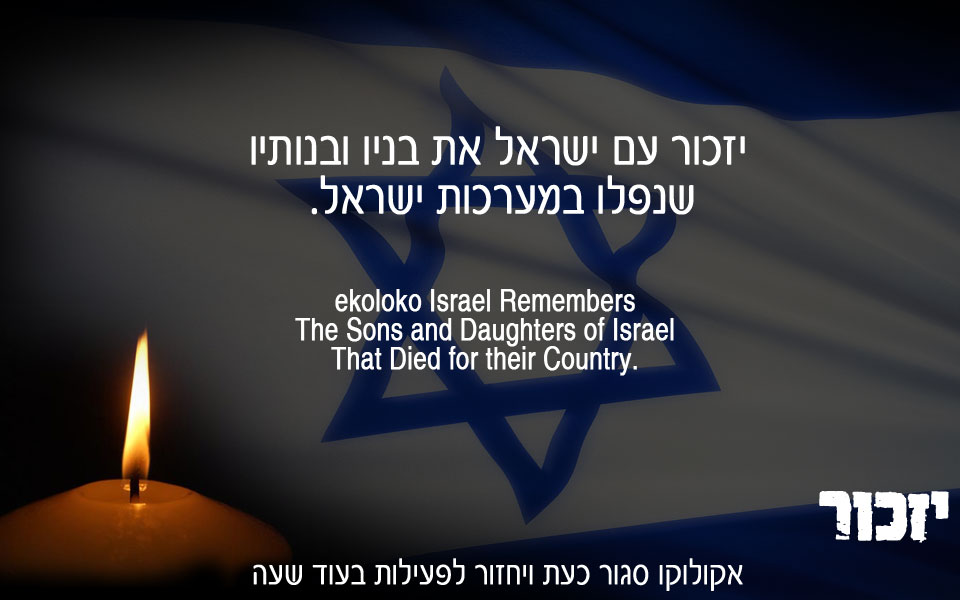 יזכור עם ישראל את בניו ובנותיו
שנפלו במערכות ישראל.
ekoloko Israel Remembers
The Sons and Daughters of Israel
That Died for their Country.
יזכור
אקולוקו סגור כעת ויחזור לפעילות בעוד שעה